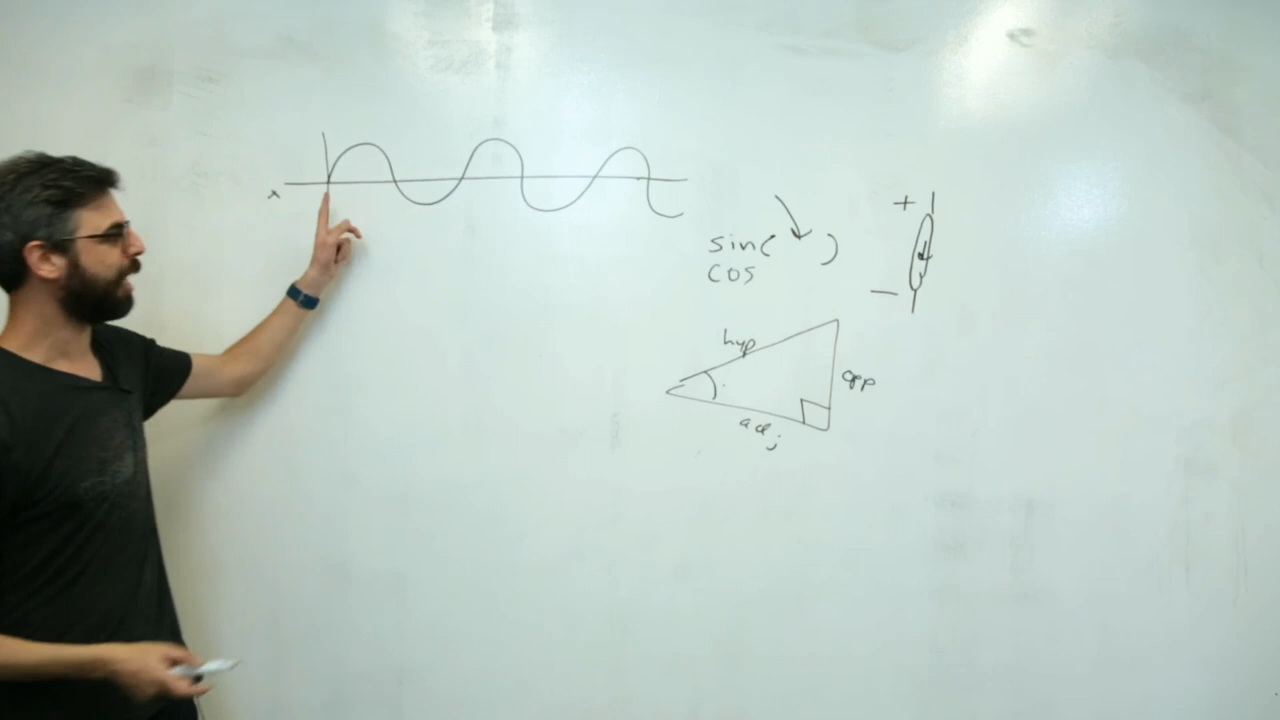 x
sin( )
cos
+ 1
- 1
hyp
opp
adj